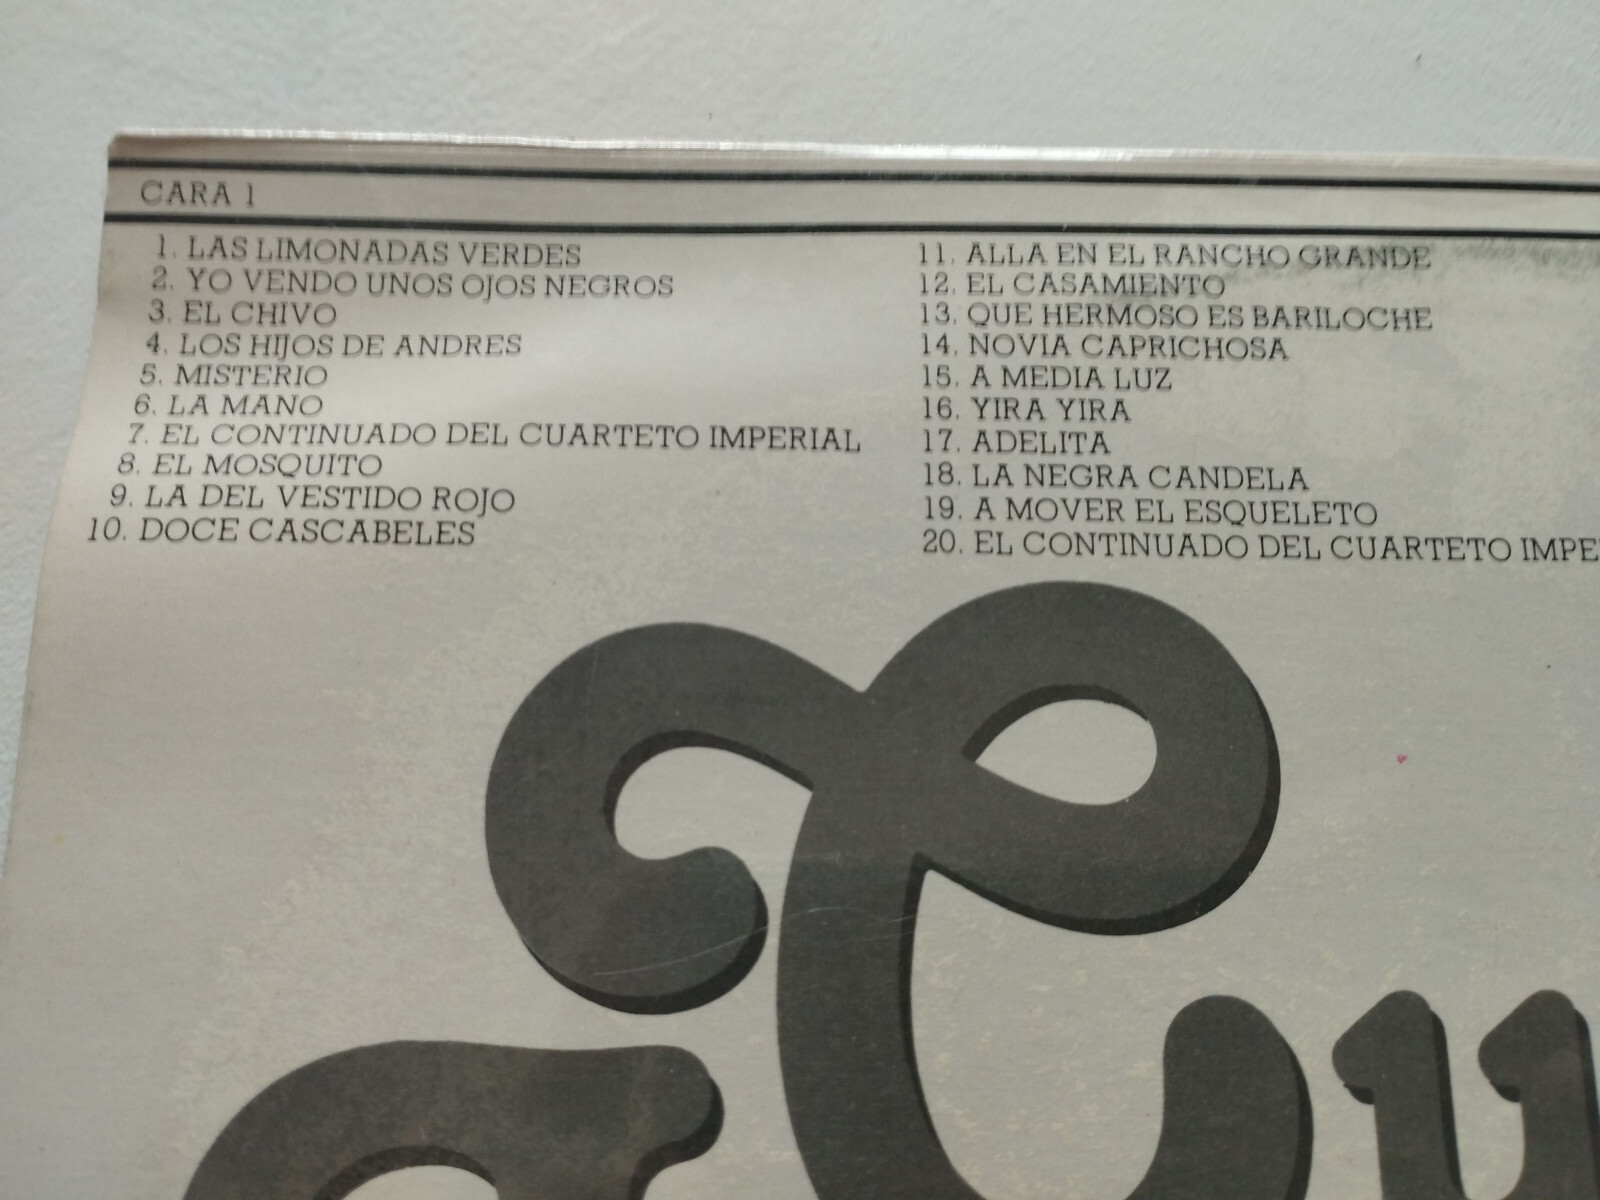 CARA 1
1. LAS LIMONADAS VERDES
2. YO VENDO UNOS OJOS NEGROS
3. EL CHIVO
4. LOS HIJOS DE ANDRES
5. MISTERIO
6. LA MANO
7. EL CONTINUADO DEL CUARTETO IMPERIAL
8. EL MOSQUITO
9. LA DEL VESTIDO ROJO
10. DOCE CASCABELES
11. ALLA EN EL RANCHO GRANDE
12. EL CASAMIENTO
13. QUE HERMOSO ES BARILOCHE
14. NOVIA CAPRICHOSA
15. A MEDIA LUZ
16. YIRA YIRA
17. ADELITA
18. LA NEGRA CANDELA
19. A MOVER EL ESQUELETO
20. EL CONTINUADO DEL CUARTETO IMPE